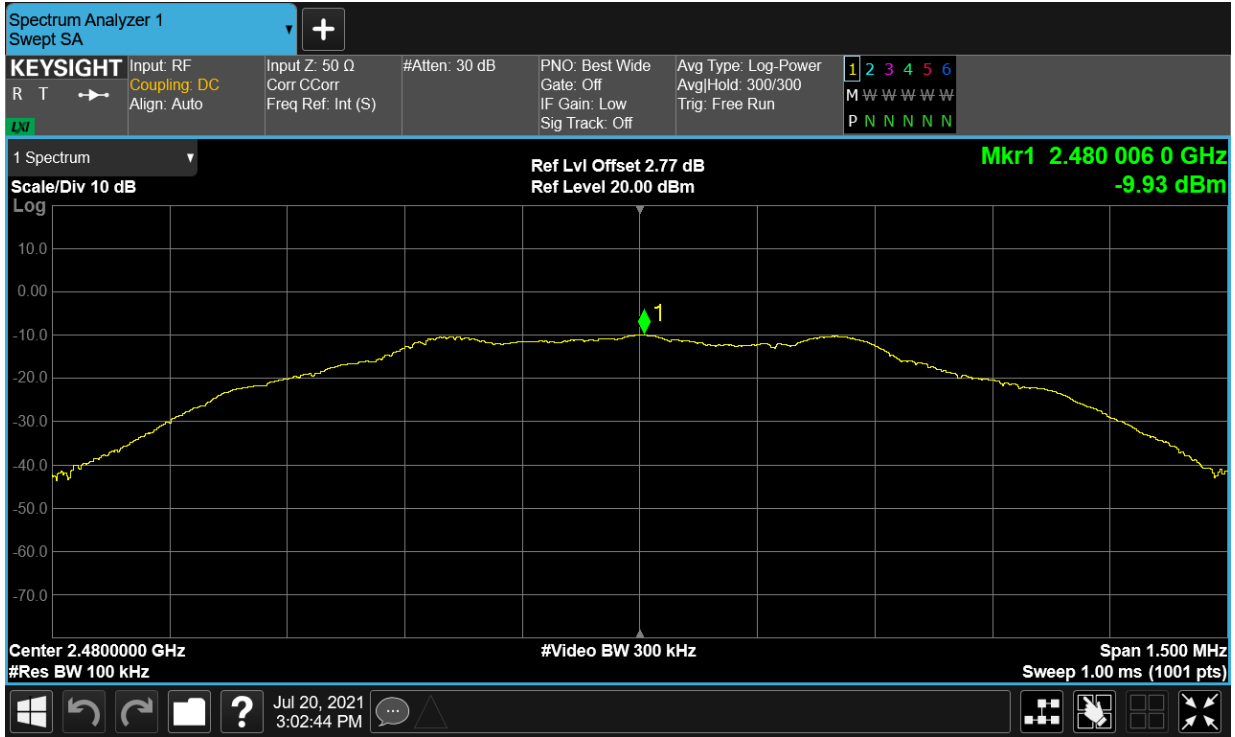 Spectrum Analyzer 1
Swept SA
+
KEYSIGHT
R T
LXI
Input: RF
Coupling: DC
Align: Auto
Input Z: 50 Ω
Corr CCorr
Freq Ref: Int (S)
#Atten: 30 dB
PNO: Best Wide
Gate: Off
IF Gain: Low
Sig Track: Off
Avg Type: Log-Power
Avg|Hold: 300/300
Trig: Free Run
1 2 3 4 5 6
M W W W W W
P N N N N N N
1 Spectrum
Scale/Div 10 dB
Log
Ref Lvl Offset 2.77 dB
Ref Level 20.00 dBm
Mkr1 2.480 006 0 GHz
-9.93 dBm
10.0
0.00
1
-10.0
-20.0
-30.0
-40.0
-50.0
-60.0
-70.0
Center 2.4800000 GHz
#Res BW 100 kHz
#Video BW 300 kHz
Span 1.500 MHz
Sweep 1.00 ms (1001 pts)
?
Jul 20, 2021
3:02:44 PM